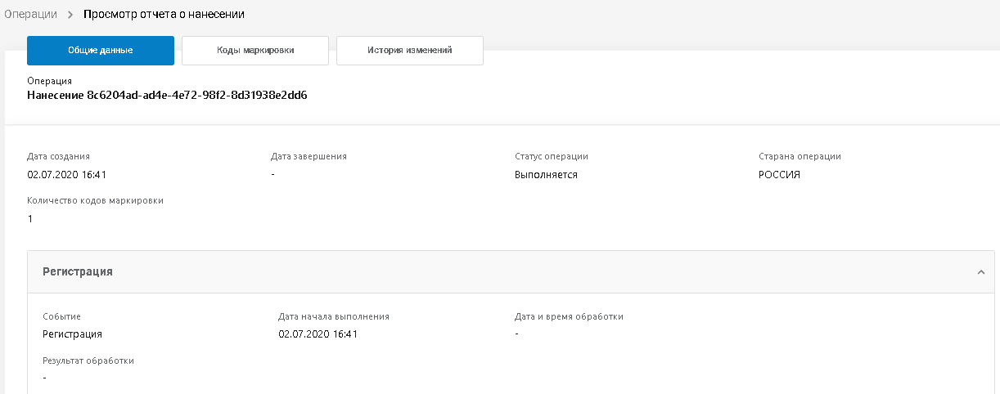 Операции > Просмотр отчета о нанесении
Общие данные Коды маркировки История изменений
Операция
Нанесение 8c6204ad-ad4e-4e72-98f2-8d31938e2dd6
Дата создания Дата завершения Статус операции Старана операции
02.07.2020 16:41 - Выполняется РОССИЯ
Количество кодов маркировки
1
Регистрация
Событие Дата начала выполнения Дата и время обработки
Регистрация 02.07.2020 16:41 -
Результат обработки
-